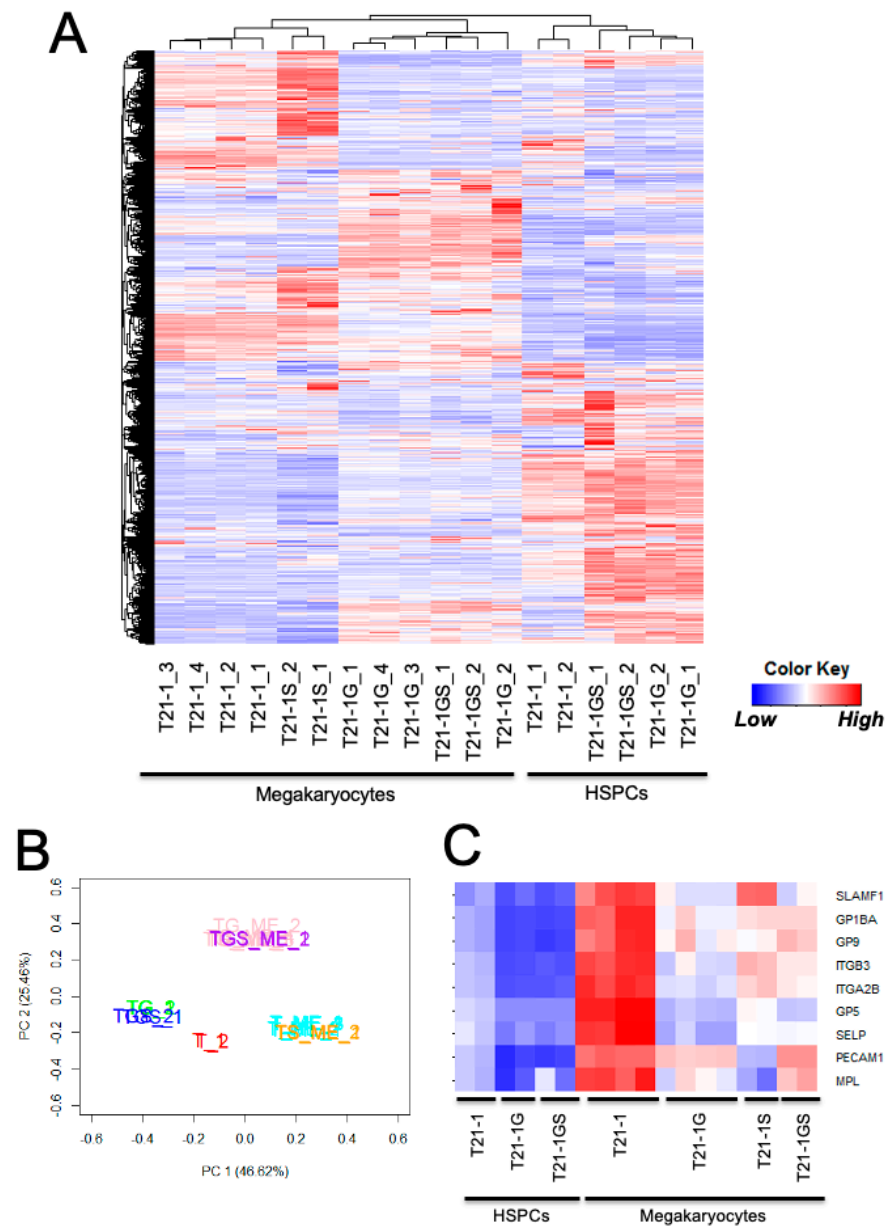 A
T21-1_3
T21-1_4
T21-1_2
T21-1_1
T21-1S_2
T21-1S_1
T21-1G_1
T21-1G_4
T21-1G_3
T21-1GS_1
T21-1GS_2
T21-1G_2
T21-1_1
T21-1_2
T21-1GS_1
T21-1GS_2
T21-1G_2
T21-1G_1
Megakaryocytes
HSPCs
Color Key
Low High
B
PC 2 (25.46%)
0.6
0.4
0.2
0.0
-0.2
-0.4
-0.6
TGS_ME_2
-0.6 -0.4 -0.2 0.0 0.2 0.4 0.6
PC 1 (46.62%)
C
SLAMF1
GP1BA
GP9
ITGB3
ITGA2B
GP5
SELP
PECAM1
MPL
T21-1
T21-1G
T21-1GS
T21-1
T21-1G
T21-1S
T21-1GS
HSPCs
Megakaryocytes